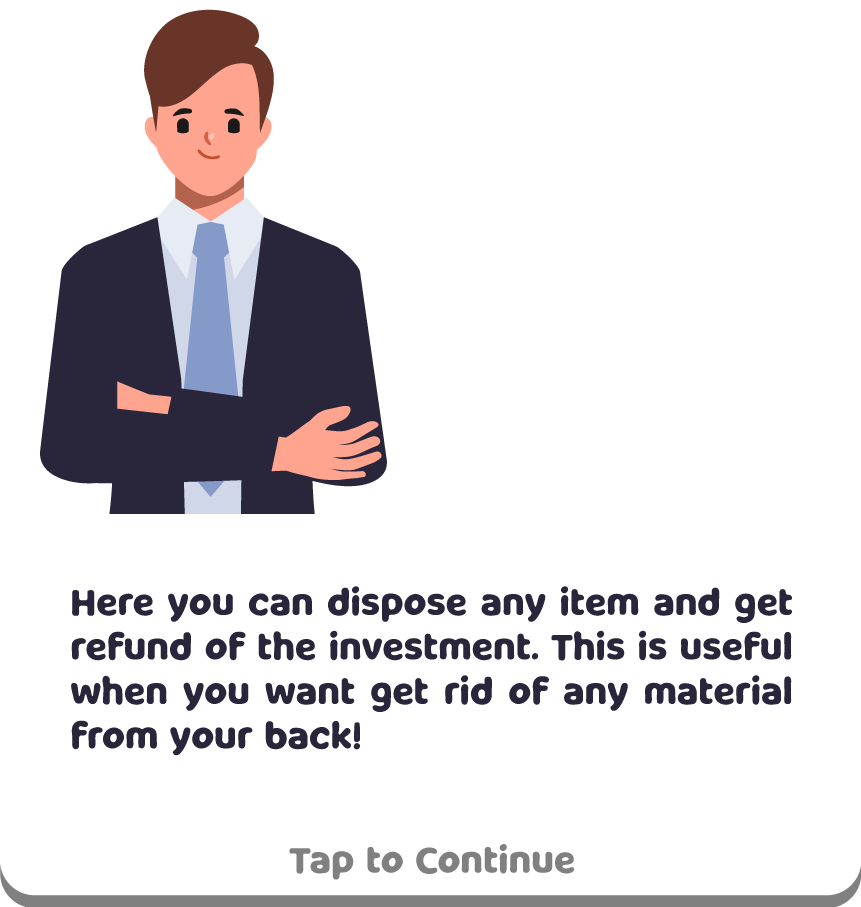 Here you can dispose any item and get
refund of the investment. This is useful
when you want get rid of any material
from your back!
Tap to Continue